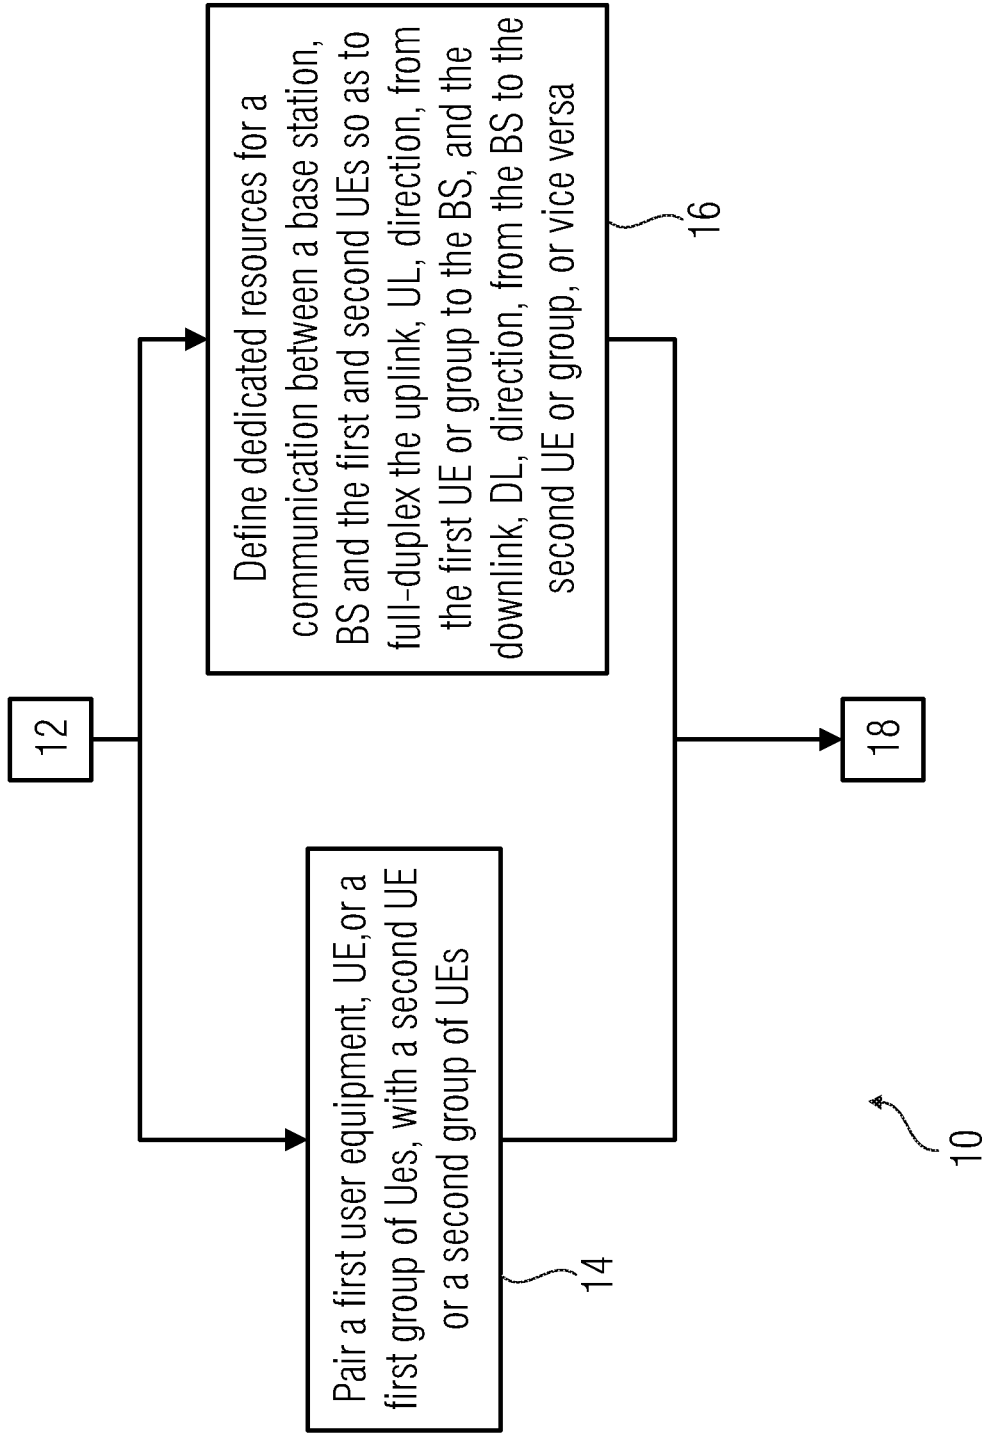 12
Pair a first user equipment, UE,or a
first group of Ues, with a second UE
or a second group of UEs
14
Define dedicated resources for a
communication between a base station,
BS and the first and second UEs so as to
full-duplex the uplink, UL, direction, from
the first UE or group to the BS, and the
downlink, DL, direction, from the BS to the
second UE or group, or vice versa
16
18
10